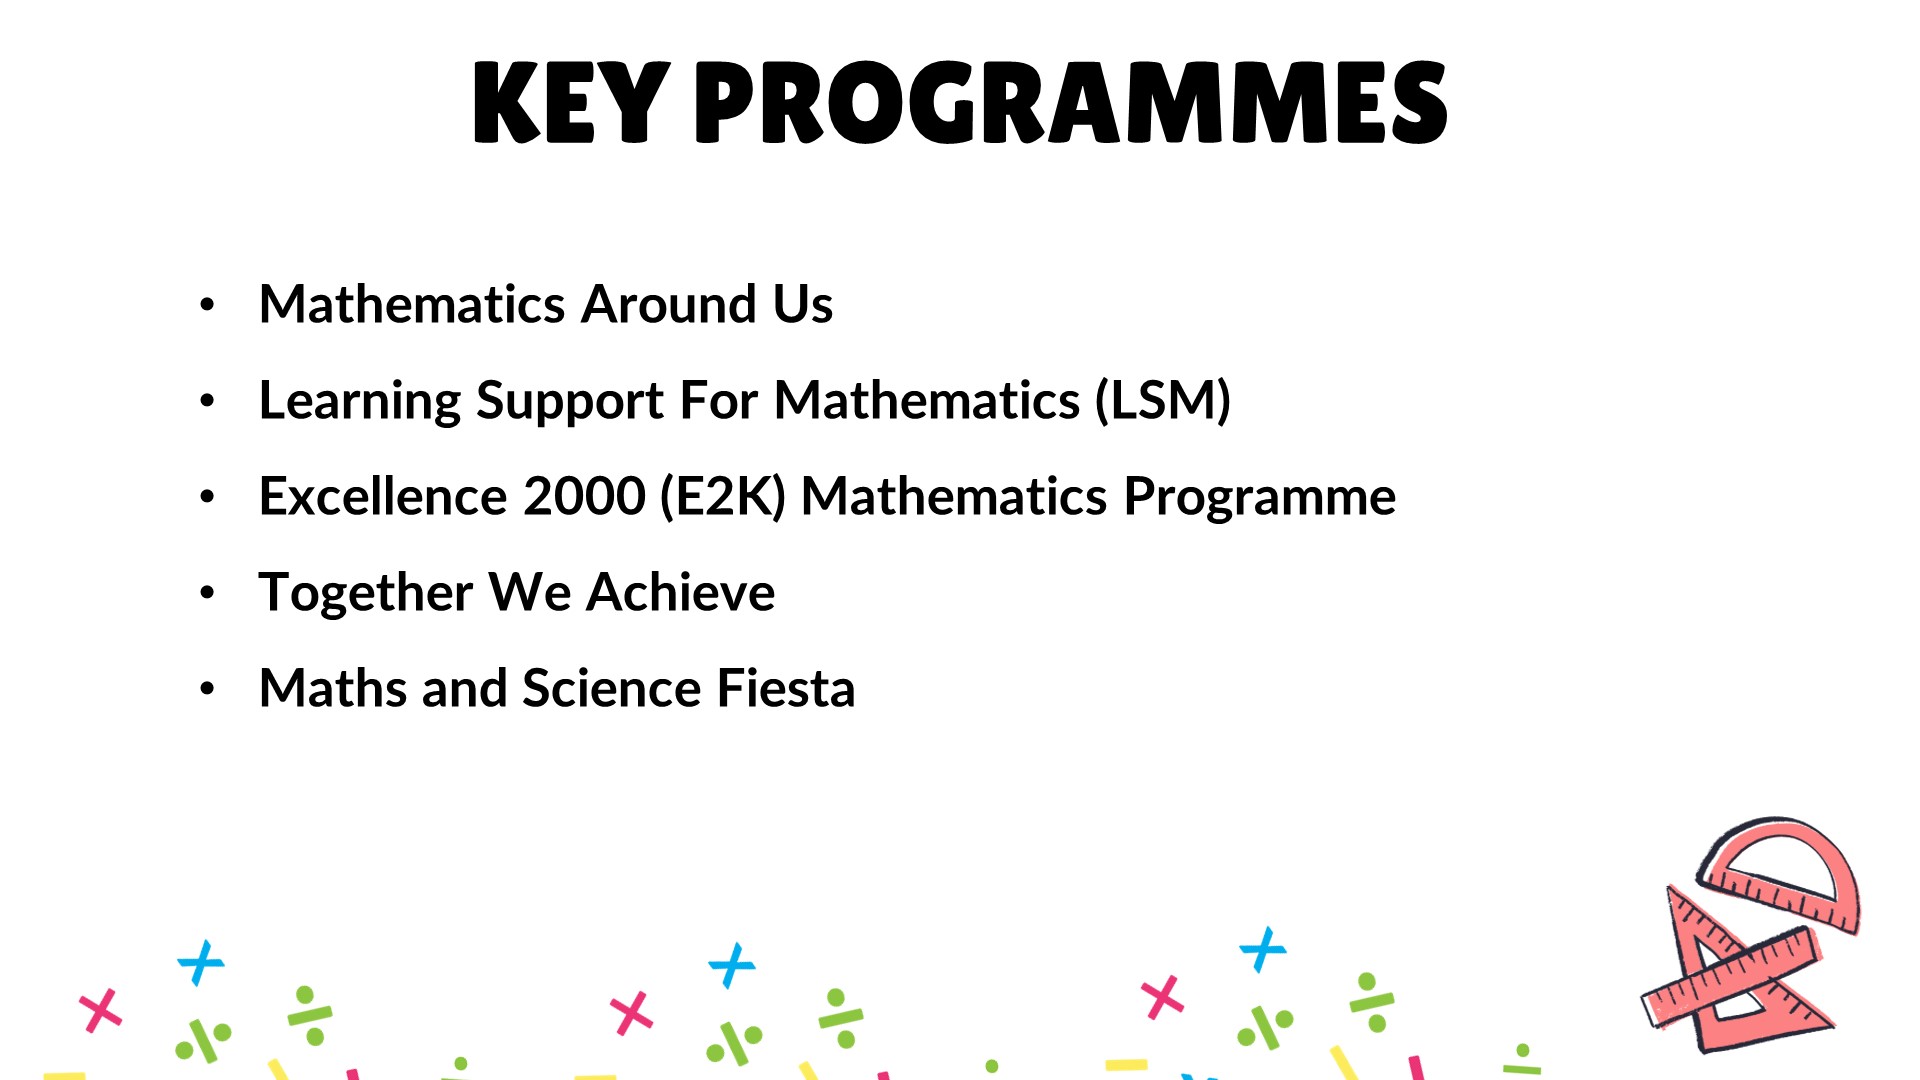 KEY PROGRAMMES
• Mathematics Around Us
• Learning Support For Mathematics (LSM)
• Excellence 2000 (E2K) Mathematics Programme
• Together We Achieve
• Maths and Science Fiesta